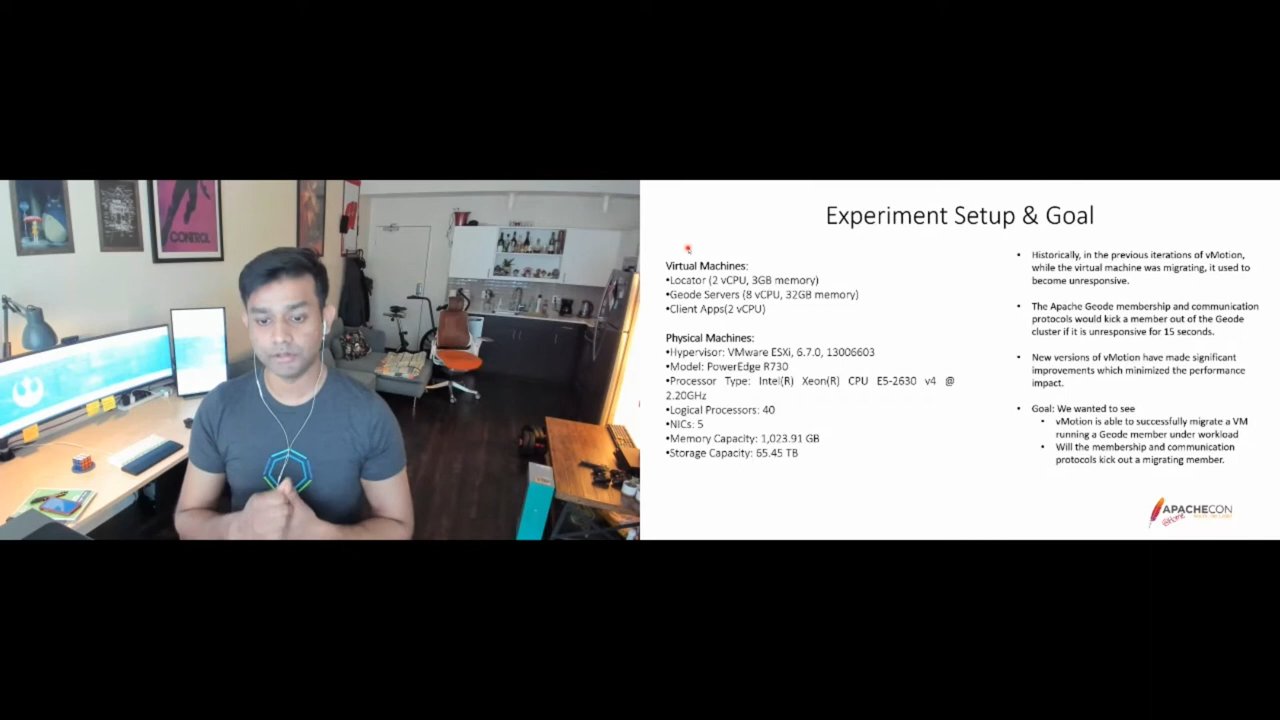 CONTROL
Experiment Setup & Goal
Virtual Machines:
•Locator (2 vCPU, 3GB memory)
•Geode Servers (8 vCPU, 32GB memory)
•Client Apps(2 vCPU)
Physical Machines:
•Hypervisor: VMware ESXi, 6.7.0, 13006603
•Model: PowerEdge R730
•Processor Type: Intel(R) Xeon(R) CPU E5-2630 v4 @
2.20GHz
•Logical Processors: 40
•NICs: 5
•Memory Capacity: 1,023.91 GB
•Storage Capacity: 65.45 TB
• Historically, in the previous iterations of vMotion,
while the virtual machine was migrating, it used to
become unresponsive.
• The Apache Geode membership and communication
protocols would kick a member out of the Geode
cluster if it is unresponsive for 15 seconds.
• New versions of vMotion have made significant
improvements which minimized the performance
impact.
• Goal: We wanted to see
• vMotion is able to successfully migrate a VM
running a Geode member under workload
• Will the membership and communication
protocols kick out a migrating member.
APACHECON
@Home